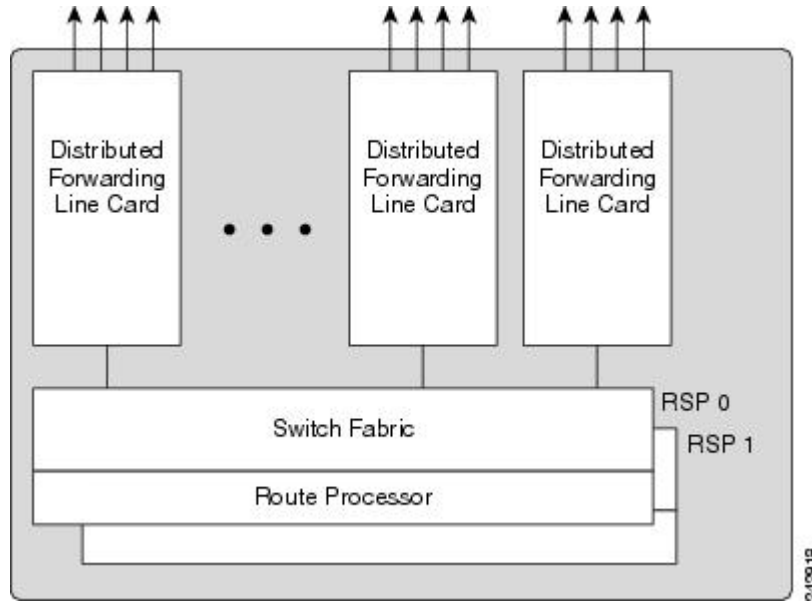 Distributed
Forwarding
Line Card
Distributed
Forwarding
Line Card
Distributed
Forwarding
Line Card
Switch Fabric
RSP 0
RSP 1
Route Processor